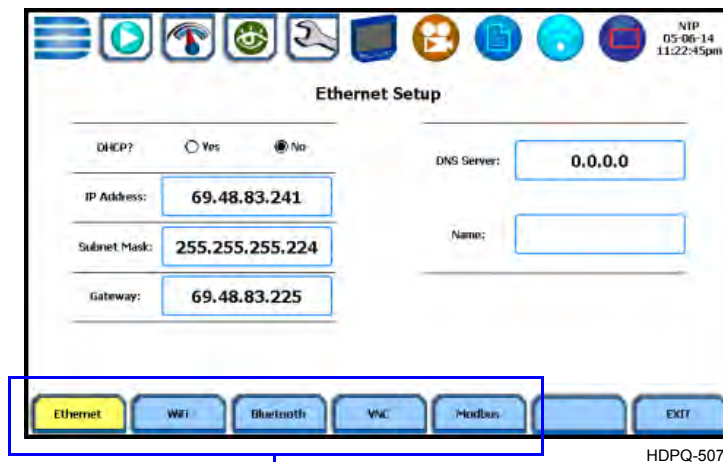 NTP
05-06-14
11:22:45pm
Ethernet Setup
DHCP? Yes No
IP Address: 69.48.83.241
Subnet Mask: 255.255.255.224
Gateway: 69.48.83.225
DNS Server: 0.0.0.0
Name:
Ethernet WiFi Bluetooth VNC Modbus EXIT
HDPQ-507